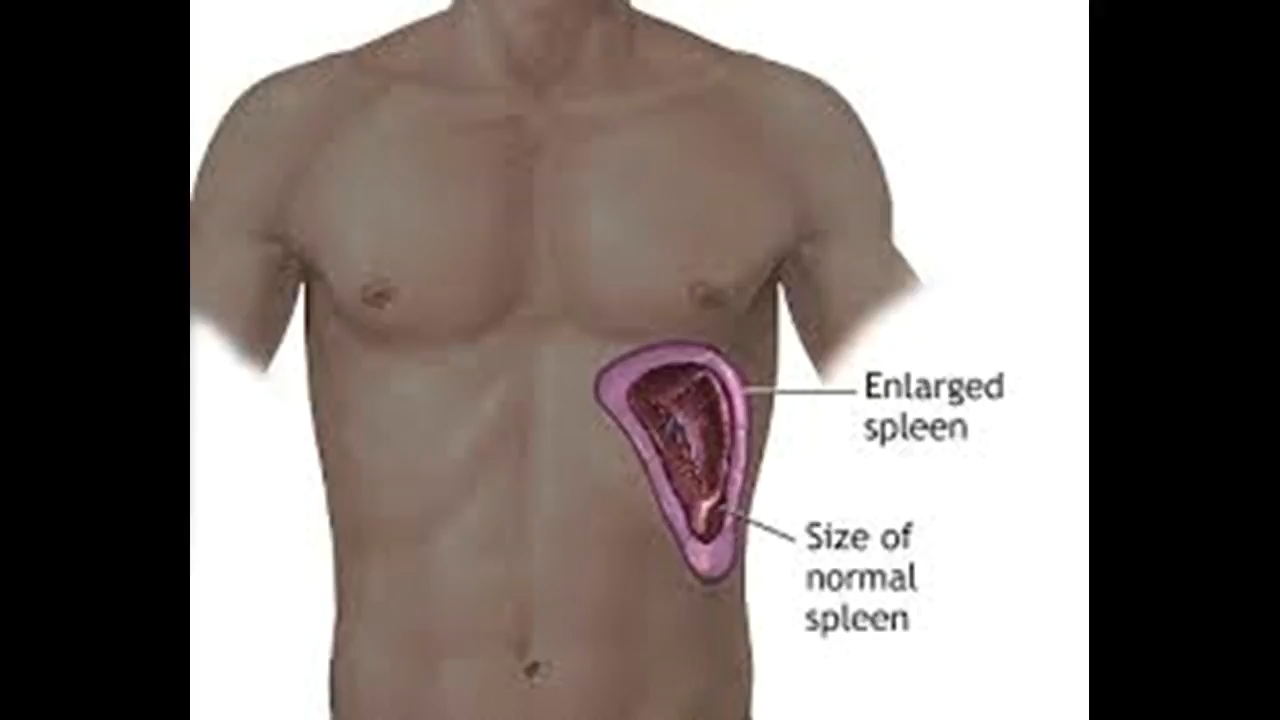 Enlarged
spleen
Size of
normal
spleen